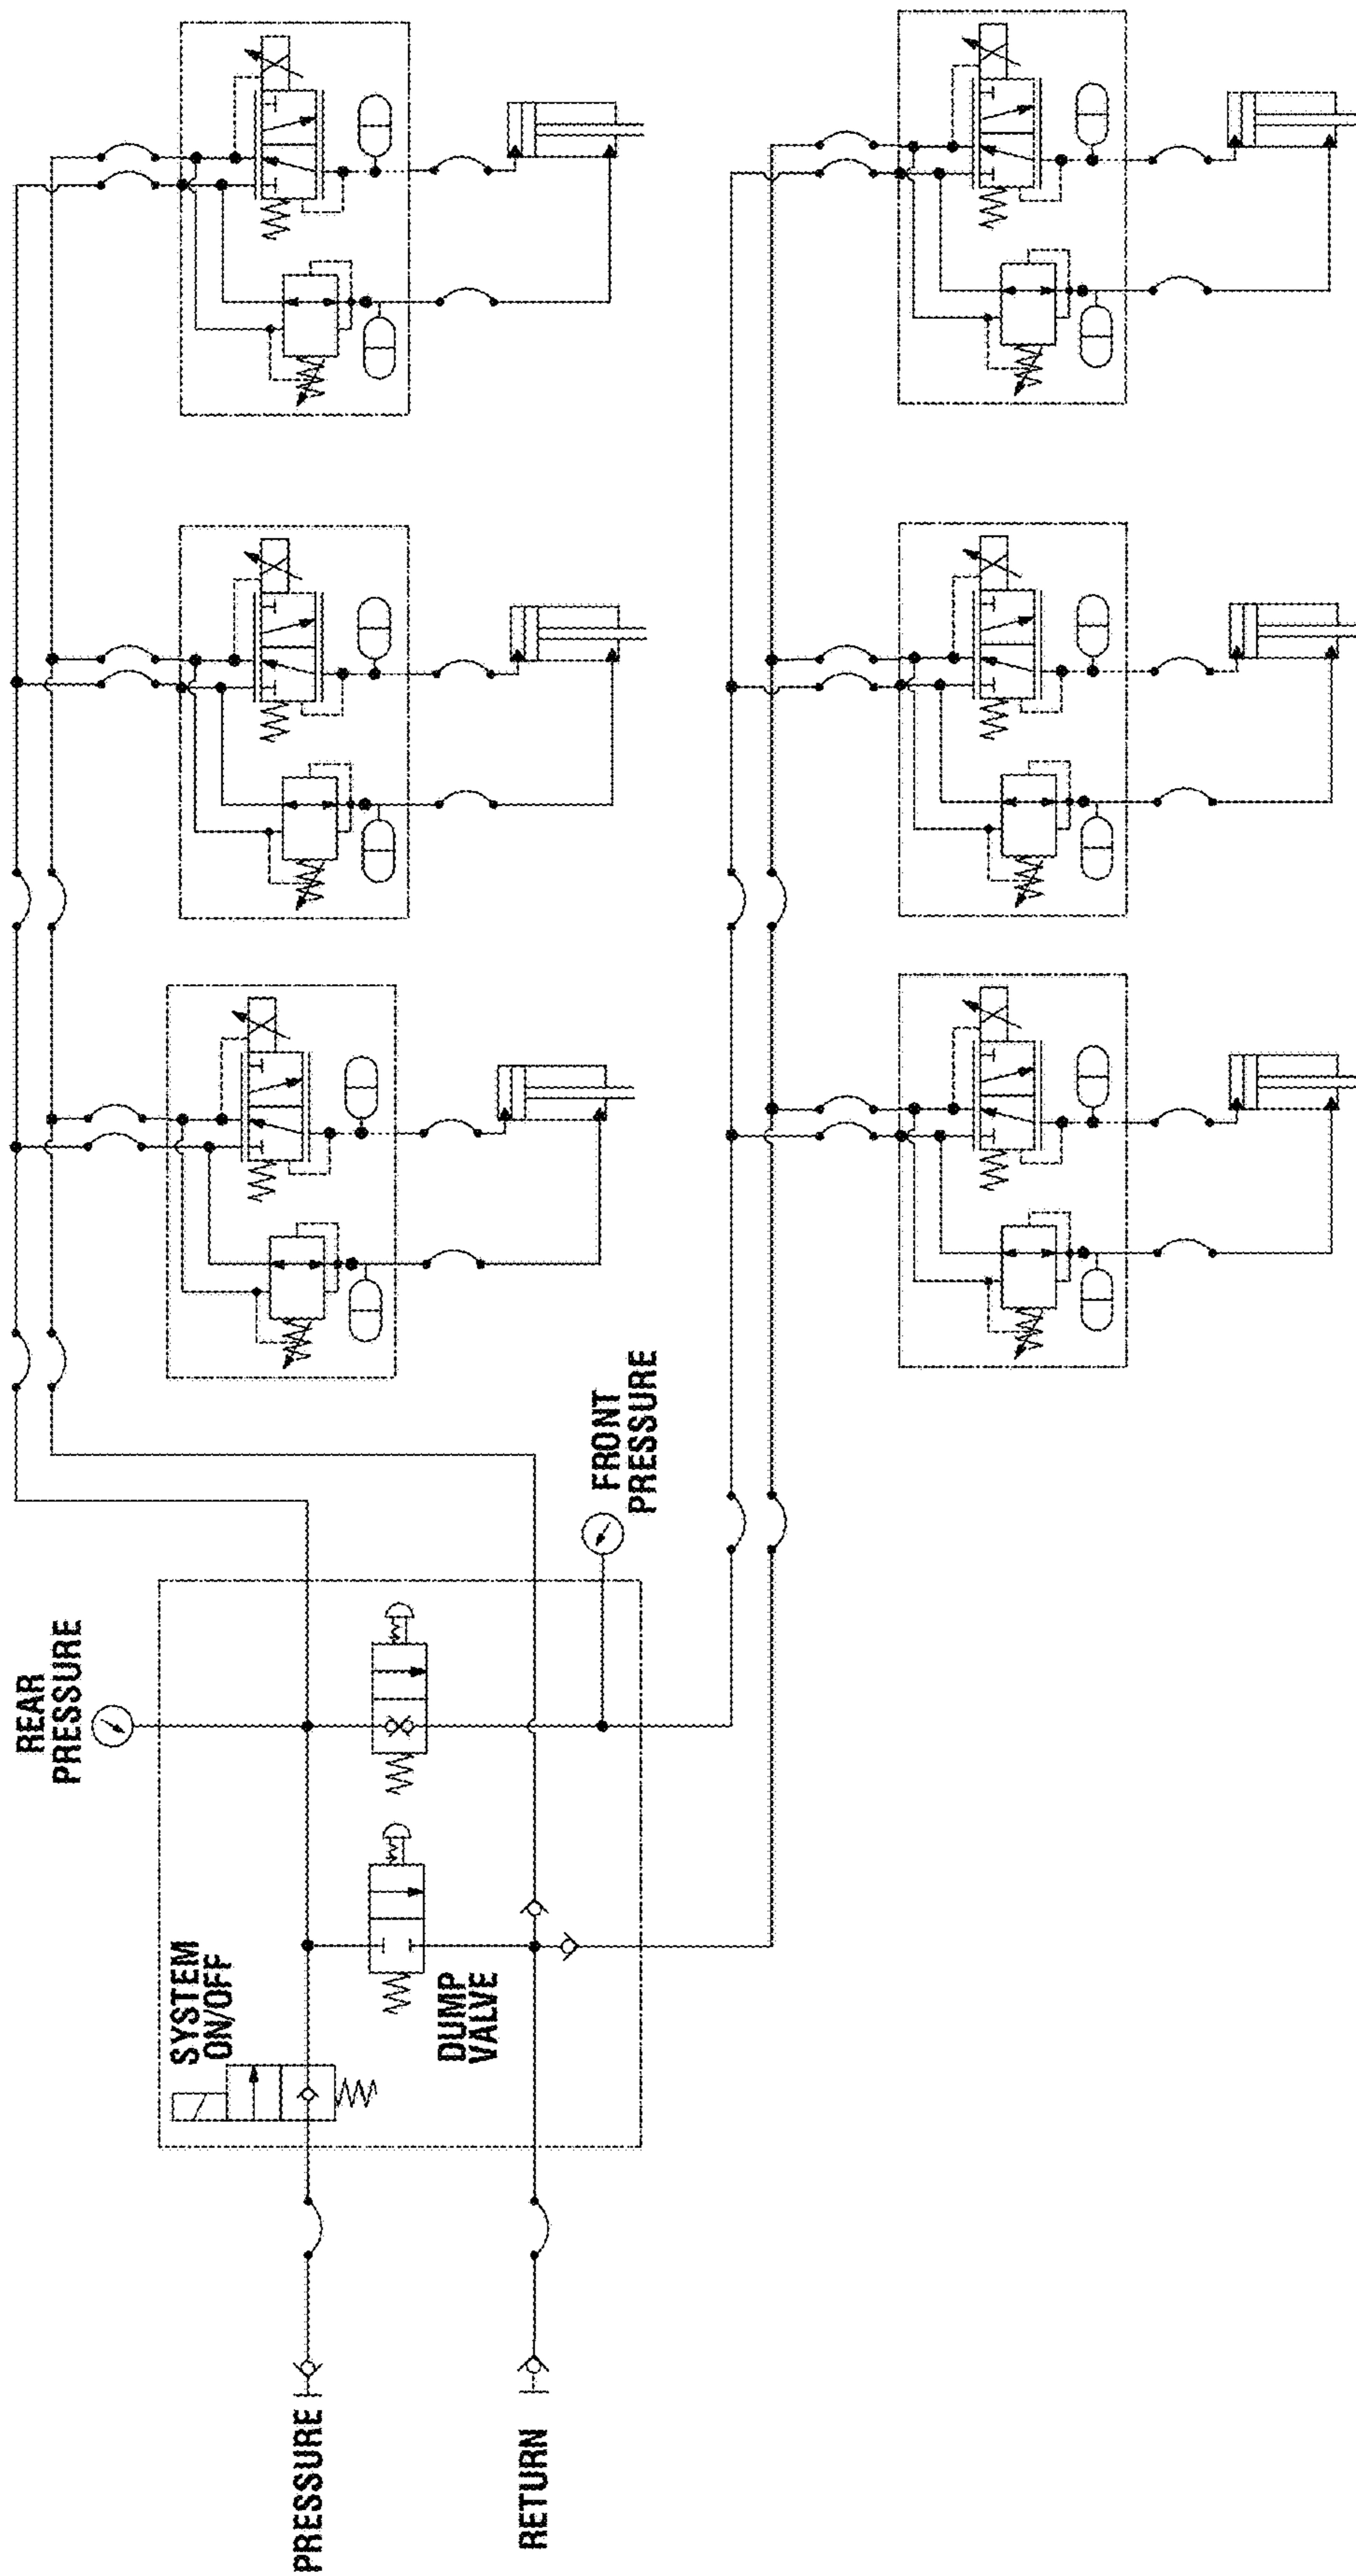 REAR
PRESSURE
FRONT
PRESSURE
SYSTEM
ON/OFF
DUMP
VALVE
PRESSURE
RETURN